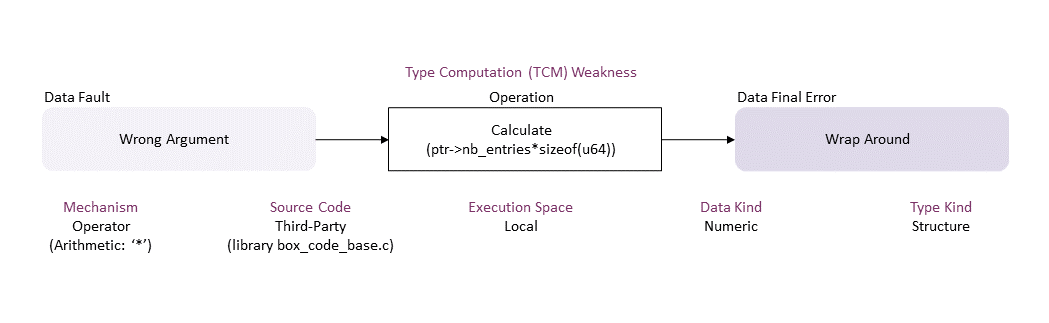 Type Computation (TCM) Weakness
Data Fault
Operation
Data Final Error
Wrong Argument
Calculate
(ptr->nb_entries*sizeof(u64))
Wrap Around
Mechanism
Operator
(Arithmetic: ‘*’)
Source Code
Third-Party
(library box_code_base.c)
Execution Space
Local
Data Kind
Numeric
Type Kind
Structure